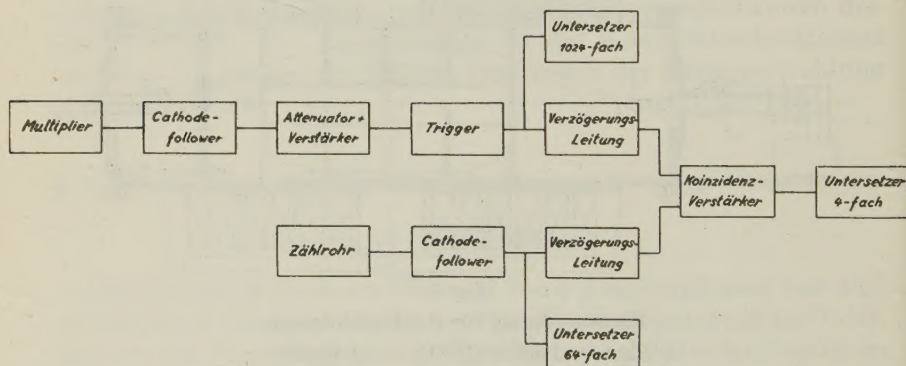 Untersetzer
1024-fach
Multiplier
Cathode-
follower
Attenuator +
Verstärker
Trigger
Verzögerungs-
Leitung
Koinzidenz-
Verstärker
Untersetzer
4-fach
Zählrohr
Cathode-
follower
Verzögerungs-
Leitung
Untersetzer
64-fach